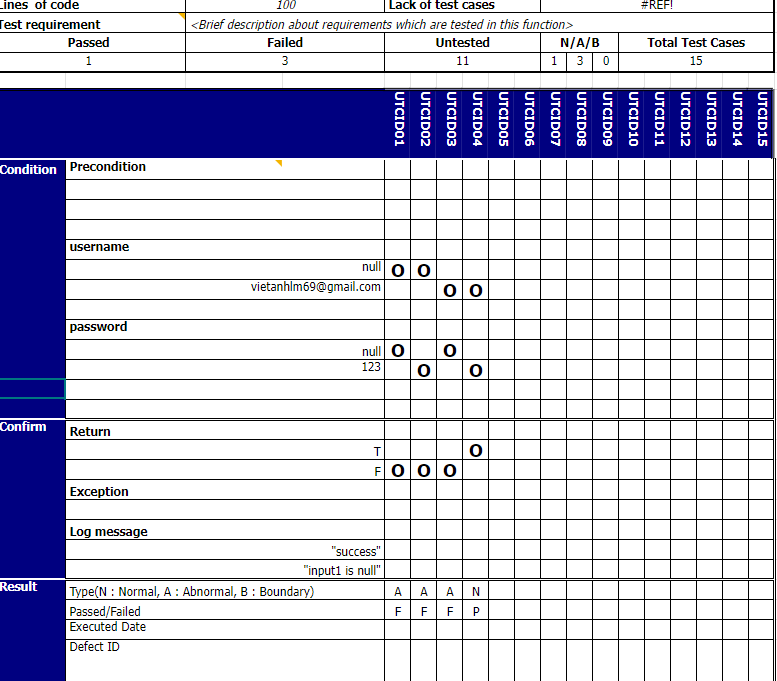 Lines of code 100 Lack of test cases #REF!
Test requirement <Brief description about requirements which are tested in this function>
Passed Failed Untested N/A/B Total Test Cases
1 3 11 1 3 0 15
UTCID01 UTCID02 UTCID03 UTCID04 UTCID05 UTCID06 UTCID07 UTCID08 UTCID09 UTCID10 UTCID11 UTCID12 UTCID13 UTCID14 UTCID15
Condition Precondition
username
null O O
vietanhlm69@gmail.com O O
password
null O O
123 O O
Confirm Return
T O
F O O O
Exception
Log message
"success"
"input1 is null"
Result Type(N : Normal, A : Abnormal, B : Boundary) A A A N
Passed/Failed F F F P
Executed Date
Defect ID